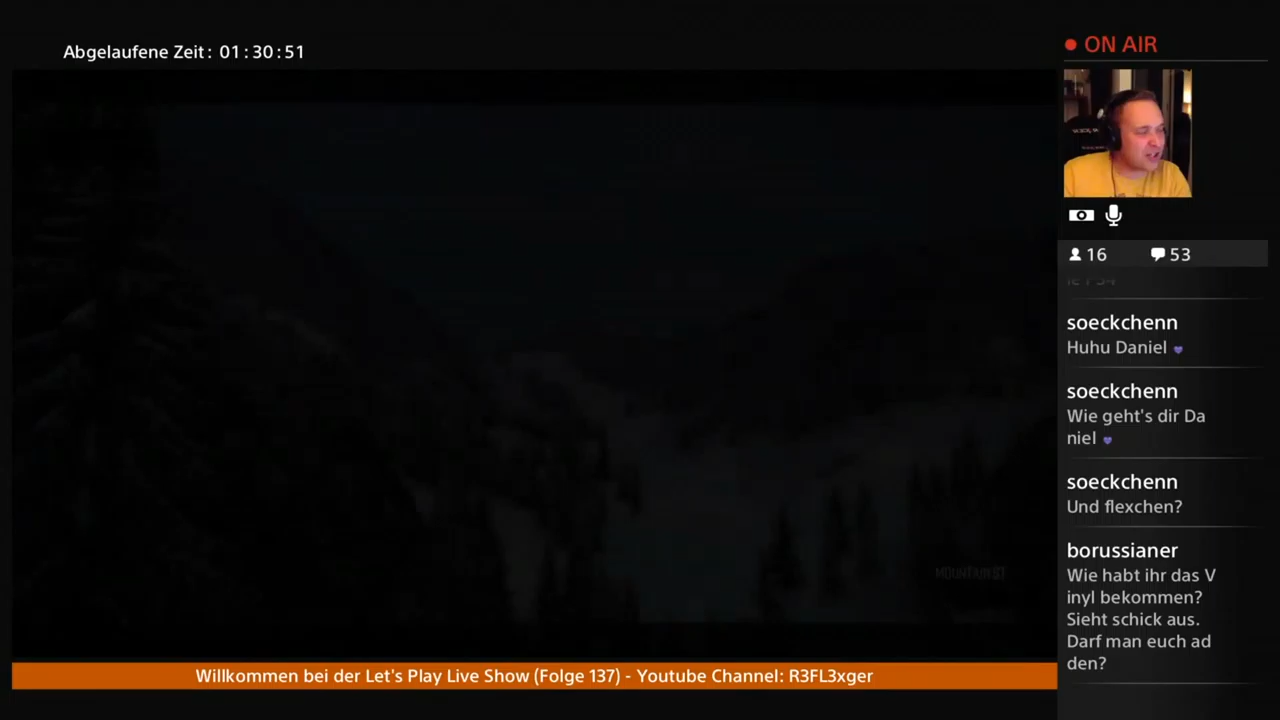 Abgelaufene Zeit: 01:30:51
ON AIR
16 53
soeckchenn
Huhu Daniel 💜
soeckchenn
Wie geht's dir Da
niel 💜
soeckchenn
Und flexchen?
borussianer
Wie habt ihr das V
inyl bekommen?
Sieht schick aus.
Darf man euch ad
den?
Willkommen bei der Let's Play Live Show (Folge 137) - Youtube Channel: R3FL3xger